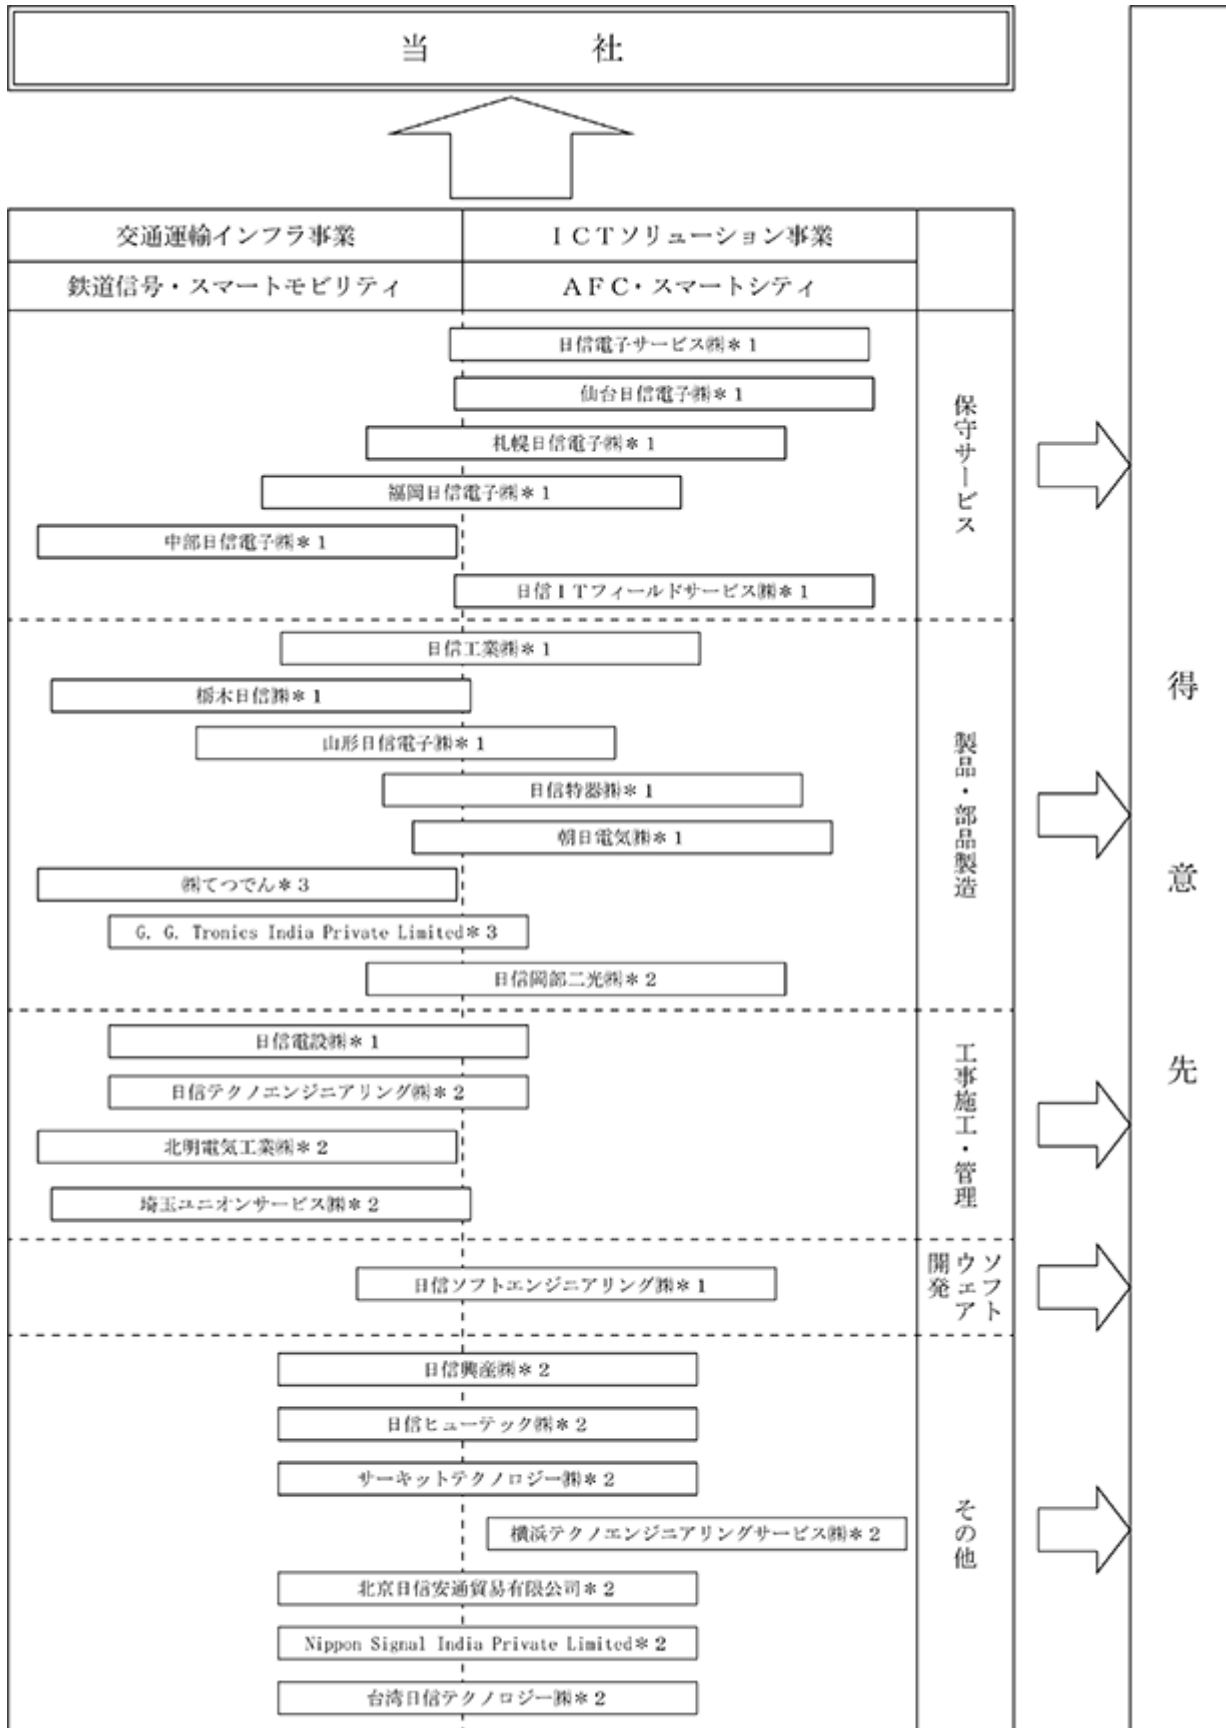 当社
交通運輸インフラ事業
ＩＣＴソリューション事業
鉄道信号・スマートモビリティ
ＡＦＣ・スマートシティ
日信電子サービス㈱＊１
仙台日信電子㈱＊１
札幌日信電子㈱＊１
福岡日信電子㈱＊１
中部日信電子㈱＊１
日信ＩＴフィールドサービス㈱＊１
保守サービス
日信工業㈱＊１
栃木日信㈱＊１
山形日信電子㈱＊１
日信特器㈱＊１
朝日電気㈱＊１
㈱てつでん＊３
G. G. Tronics India Private Limited＊３
日信岡部二光㈱＊２
製品・部品製造
日信電設㈱＊１
日信テクノエンジニアリング㈱＊２
北明電気工業㈱＊２
埼玉ユニオンサービス㈱＊２
工事施工・管理
日信ソフトエンジニアリング㈱＊１
ソフト
ウェア
開発
日信興産㈱＊２
日信ヒューテック㈱＊２
サーキットテクノロジー㈱＊２
横浜テクノエンジニアリングサービス㈱＊２
北京日信安通貿易有限公司＊２
Nippon Signal India Private Limited＊２
台湾日信テクノロジー㈱＊２
その他
得意先